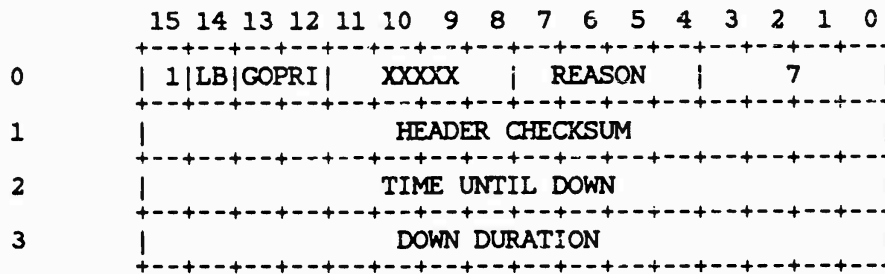 15 14 13 12 11 10 9 8 7 6 5 4 3 2 1 0
+--+--+--+--+--+--+--+--+--+--+--+--+--+--+--+--
0 | 1|LB|GOPRI| XXXXX | REASON | 7
+--+--+--+--+--+--+--+--+--+--+--+--+--+--+--+--
1 | HEADER CHECKSUM
+--+--+--+--+--+--+--+--+--+--+--+--+--+--+--+--
2 | TIME UNTIL DOWN
+--+--+--+--+--+--+--+--+--+--+--+--+--+--+--+--
3 | DOWN DURATION
+--+--+--+--+--+--+--+--+--+--+--+--+--+--+--+--